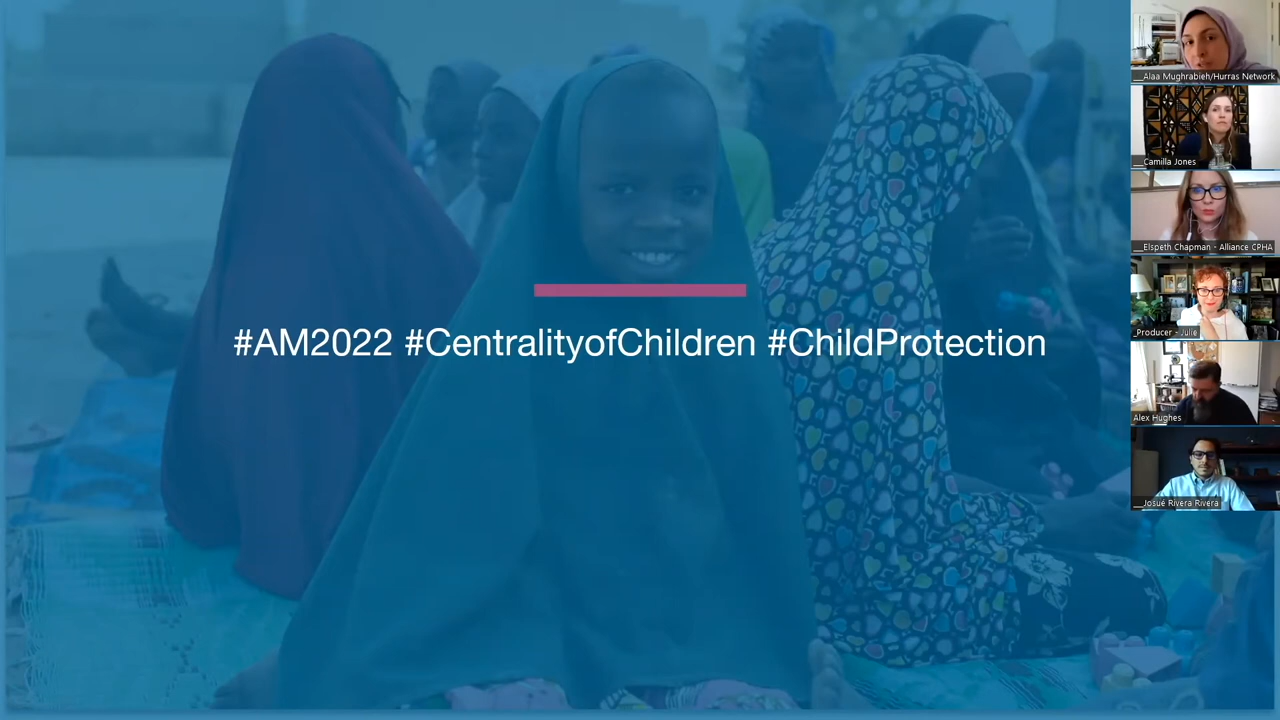 #AM2022 #CentralityofChildren #ChildProtection
__Alaa Mughrabieh/Hurras Network
__Camilla Jones
__Elspeth Chapman - Alliance CPHA
_Producer - Julie
Alex Hughes
__Josué Rivera Rivera